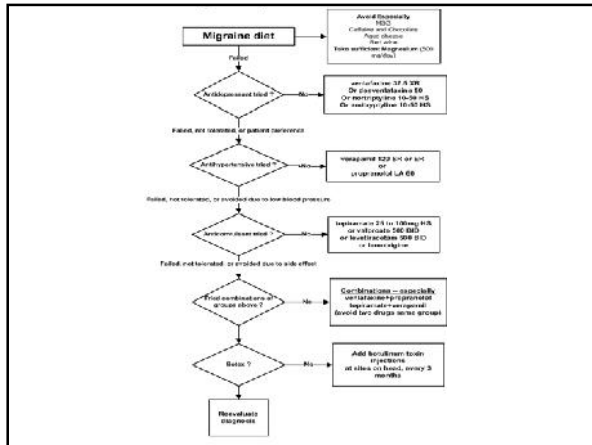 Migraine diet
Avoid Especially
MSG
Caffeine and Chocolate
Aged cheese
Red wine
Take sufficient Magnesium (500
mg/day)
Failed
Antidepressant tried ?
No
venlafaxine 37.5 XR
Or desvenlafaxine 50
Or nortriptyline 10-50 HS
Or amitriptyline 10-50 HS
Failed, not tolerated, or patient preference
Antihypertensive tried ?
No
verapamil 120 SR or ER
or
propranolol LA 60
Failed, not tolerated, or avoided due to low blood pressure
Anticonvulsant tried ?
No
topiramate 25 to 100mg HS
or valproate 500 BID
or levetiracetam 500 BID
or lamotrigine
Failed, not tolerated, or avoided due to side effect
Tried combinations of
groups above ?
No
Combinations -- especially
venlafaxine+propranolol
topiramate+verapamil
(avoid two drugs same group)
Botox ?
No
Add botulinum toxin
injections
at sites on head, every 3
months
Reevaluate
diagnosis